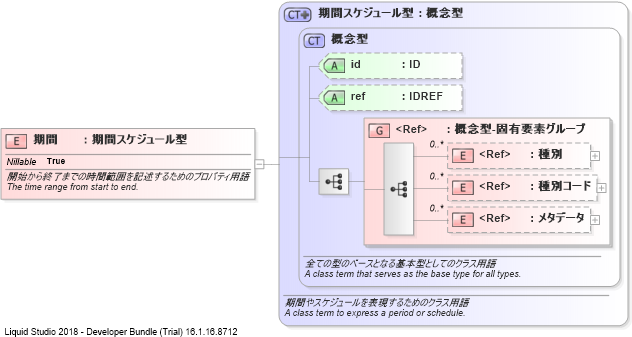 CT 期間スケジュール型 : 概念型
CT 概念型
A id : ID
A ref : IDREF
G <Ref> : 概念型-固有要素グループ
0..*
E <Ref> : 種別
0..*
E <Ref> : 種別コード
0..*
E <Ref> : メタデータ
E 期間 : 期間スケジュール型
Nillable True
開始から終了までの時間範囲を記述するためのプロパティ用語
The time range from start to end.
全ての型のベースとなる基本型としてのクラス用語
A class term that serves as the base type for all types.
期間やスケジュールを表現するためのクラス用語
A class term to express a period or schedule.
Liquid Studio 2018 - Developer Bundle (Trial) 16.1.16.8712